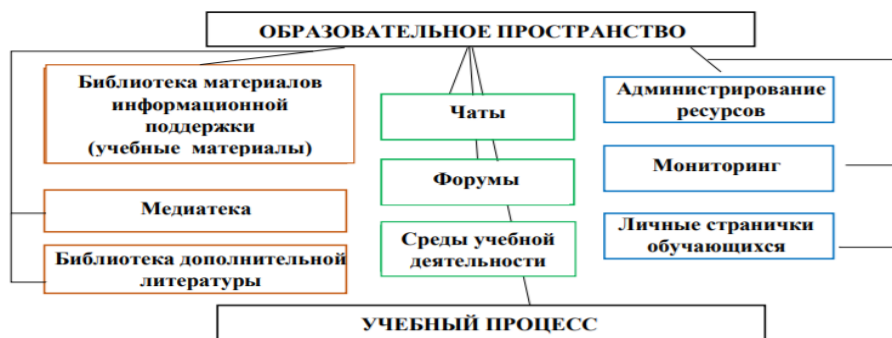 ОБРАЗОВАТЕЛЬНОЕ ПРОСТРАНСТВО
Библиотека материалов
информационной
поддержки
(учебные материалы)
Медиатека
Библиотека дополнительной
литературы
Чаты
Форумы
Среды учебной
деятельности
Администрирование
ресурсов
Мониторинг
Личные странички
обучающихся
УЧЕБНЫЙ ПРОЦЕСС